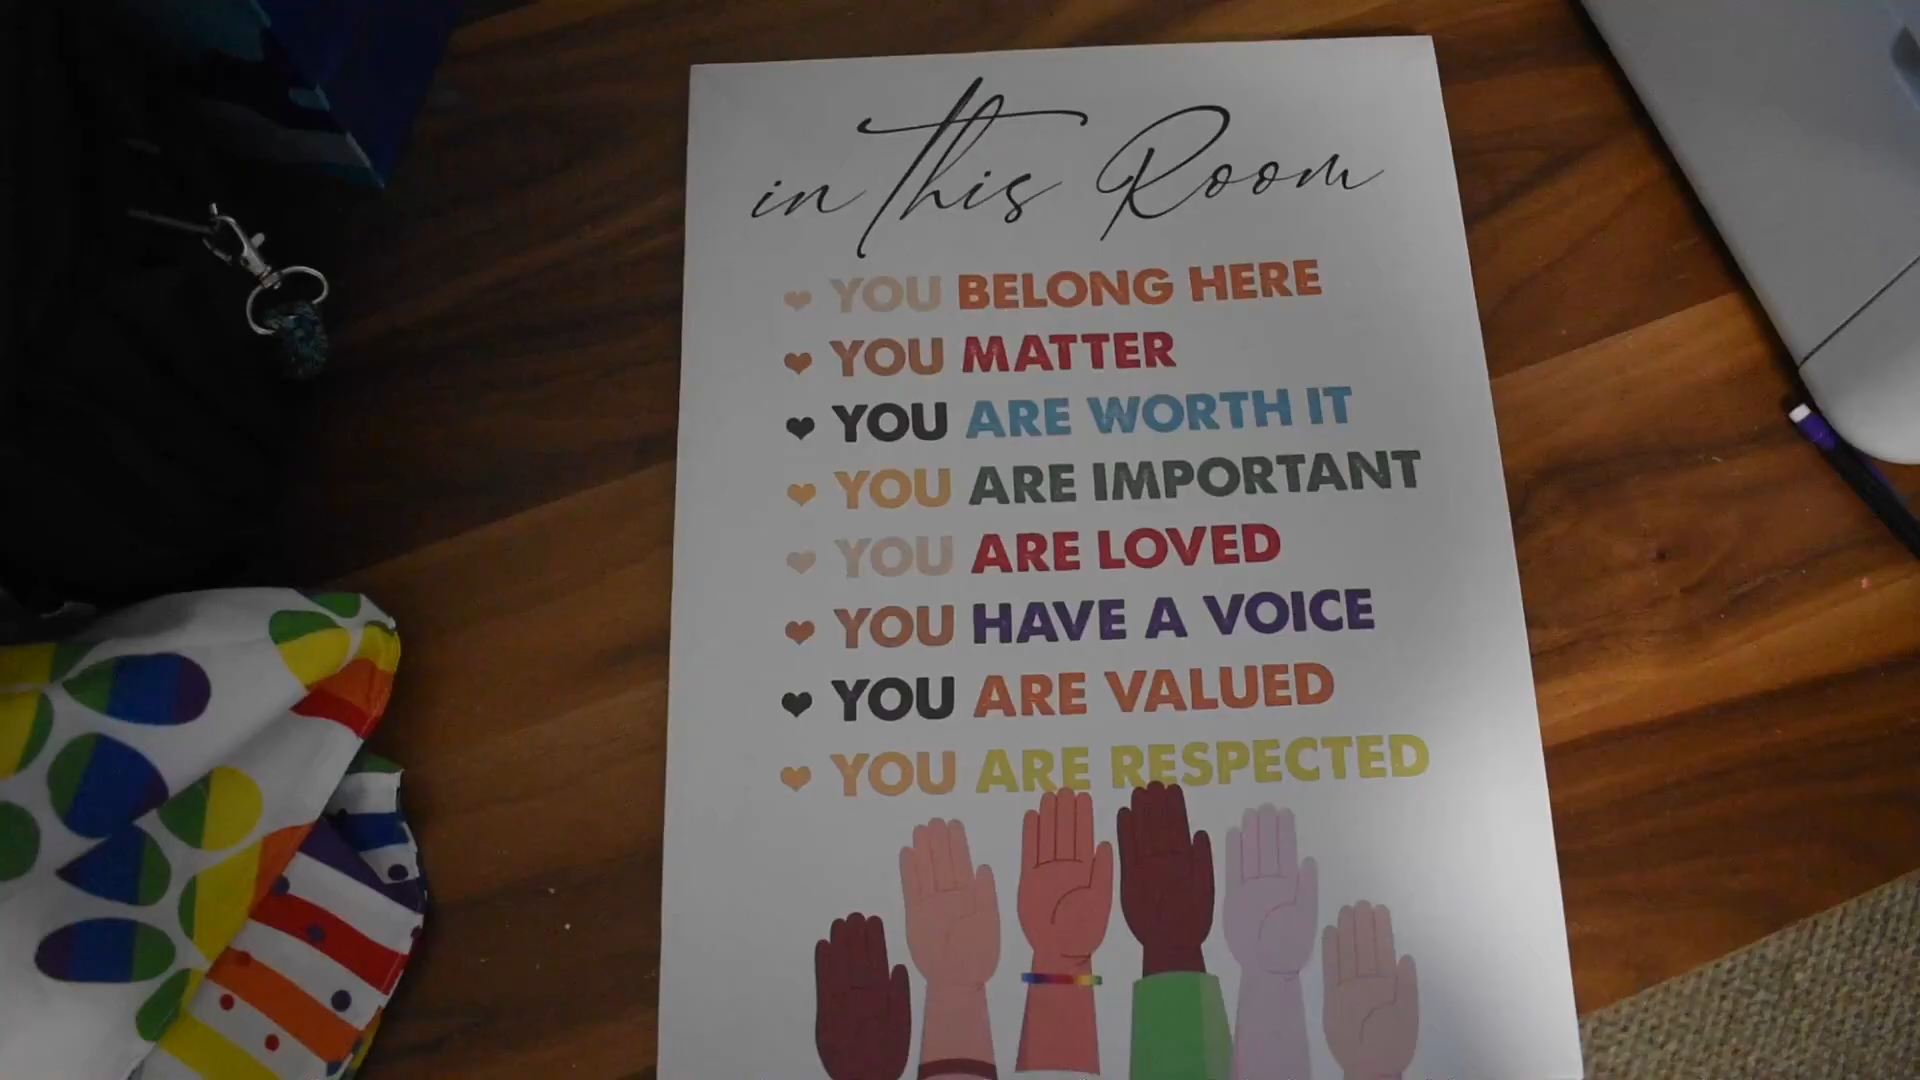 in this Room
YOU BELONG HERE
YOU MATTER
YOU ARE WORTH IT
YOU ARE IMPORTANT
YOU ARE LOVED
YOU HAVE A VOICE
YOU ARE VALUED
YOU ARE RESPECTED